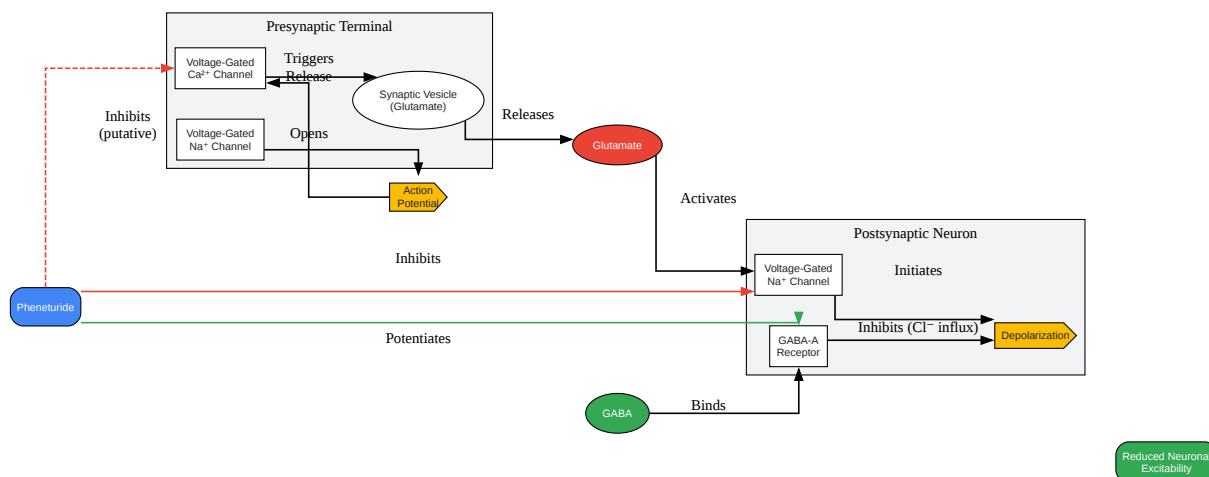 Presynaptic Terminal
Voltage-Gated
Ca²⁺ Channel
Triggers
Release
Synaptic Vesicle
(Glutamate)
Inhibits
(putative)
Voltage-Gated
Na⁺ Channel
Opens
Releases
Glutamate
Action
Potential
Activates
Postsynaptic Neuron
Inhibits
Voltage-Gated
Na⁺ Channel
Initiates
Pheneturide
Potentiates
Inhibits (Cl⁻ influx)
Depolarization
GABA-A
Receptor
GABA
Binds
Reduced Neurona
Excitability